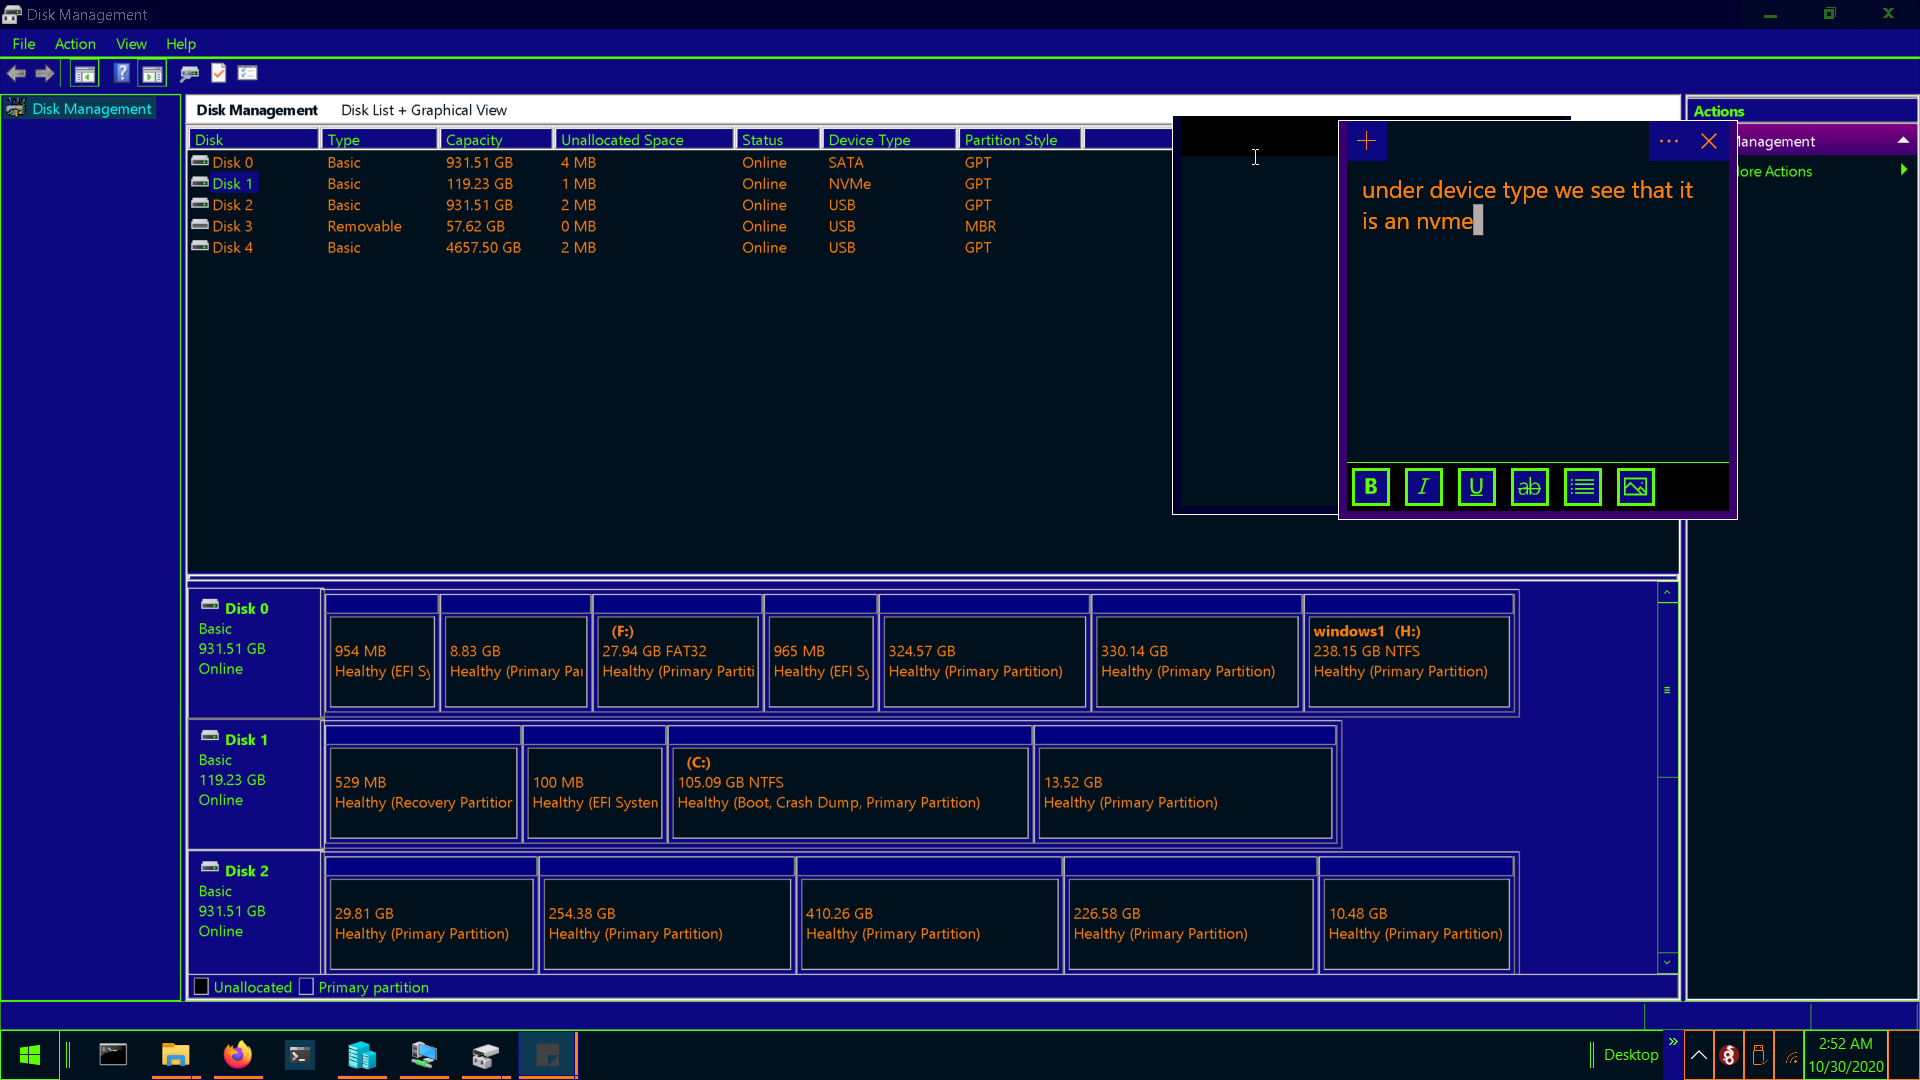 Disk Management
File Action View Help
Disk Management
Disk Management Disk List + Graphical View
Actions
Disk Type Capacity Unallocated Space Status Device Type Partition Style
Disk 0 Basic 931.51 GB 4 MB Online SATA GPT
Disk 1 Basic 119.23 GB 1 MB Online NVMe GPT
Disk 2 Basic 931.51 GB 2 MB Online USB GPT
Disk 3 Removable 57.62 GB 0 MB Online USB MBR
Disk 4 Basic 4657.50 GB 2 MB Online USB GPT
anagement
ore Actions
under device type we see that it
is an nvme
B I U ab
Disk 0
Basic
931.51 GB
Online
954 MB
Healthy (EFI Sy
8.83 GB
Healthy (Primary Par
(F:)
27.94 GB FAT32
Healthy (Primary Partiti
965 MB
Healthy (EFI Sy
324.57 GB
Healthy (Primary Partition)
330.14 GB
Healthy (Primary Partition)
windows1 (H:)
238.15 GB NTFS
Healthy (Primary Partition)
Disk 1
Basic
119.23 GB
Online
529 MB
Healthy (Recovery Partition
100 MB
Healthy (EFI System
(C:)
105.09 GB NTFS
Healthy (Boot, Crash Dump, Primary Partition)
13.52 GB
Healthy (Primary Partition)
Disk 2
Basic
931.51 GB
Online
29.81 GB
Healthy (Primary Partition)
254.38 GB
Healthy (Primary Partition)
410.26 GB
Healthy (Primary Partition)
226.58 GB
Healthy (Primary Partition)
10.48 GB
Healthy (Primary Partition)
Unallocated Primary partition
Desktop
2:52 AM
10/30/2020